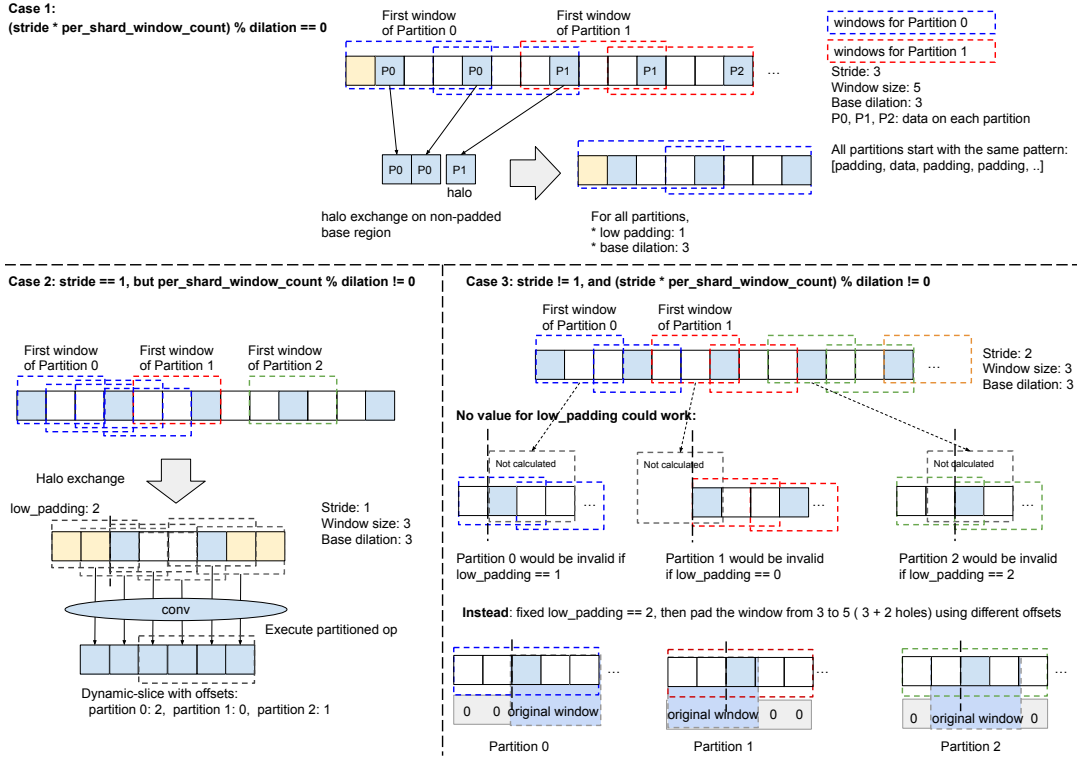 Case 1:
(stride * per_shard_window_count) % dilation == 0
First window
of Partition 0
First window
of Partition 1
windows for Partition 0
windows for Partition 1
Stride: 3
Window size: 5
Base dilation: 3
P0, P1, P2: data on each partition
P0 P0 P1 P1 P2 ...
All partitions start with the same pattern:
[padding, data, padding, padding, ..]
P0 P0 P1
halo
halo exchange on non-padded
base region
For all partitions,
* low padding: 1
* base dilation: 3
Case 2: stride == 1, but per_shard_window_count % dilation != 0
First window
of Partition 0
First window
of Partition 1
First window
of Partition 2
Halo exchange
low_padding: 2
Stride: 1
Window size: 3
Base dilation: 3
conv
Execute partitioned op
Dynamic-slice with offsets:
partition 0: 2, partition 1: 0, partition 2: 1
Case 3: stride != 1, and (stride * per_shard_window_count) % dilation != 0
First window
of Partition 0
First window
of Partition 1
...
Stride: 2
Window size: 3
Base dilation: 3
No value for low_padding could work:
Not calculated
Not calculated
Not calculated
... ... ...
Partition 0 would be invalid if
low_padding == 1
Partition 1 would be invalid
if low_padding == 0
Partition 2 would be invalid
if low_padding == 2
Instead: fixed low_padding == 2, then pad the window from 3 to 5 ( 3 + 2 holes) using different offsets
... ... ...
0 0 original window
original window 0 0
0 original window 0
Partition 0
Partition 1
Partition 2